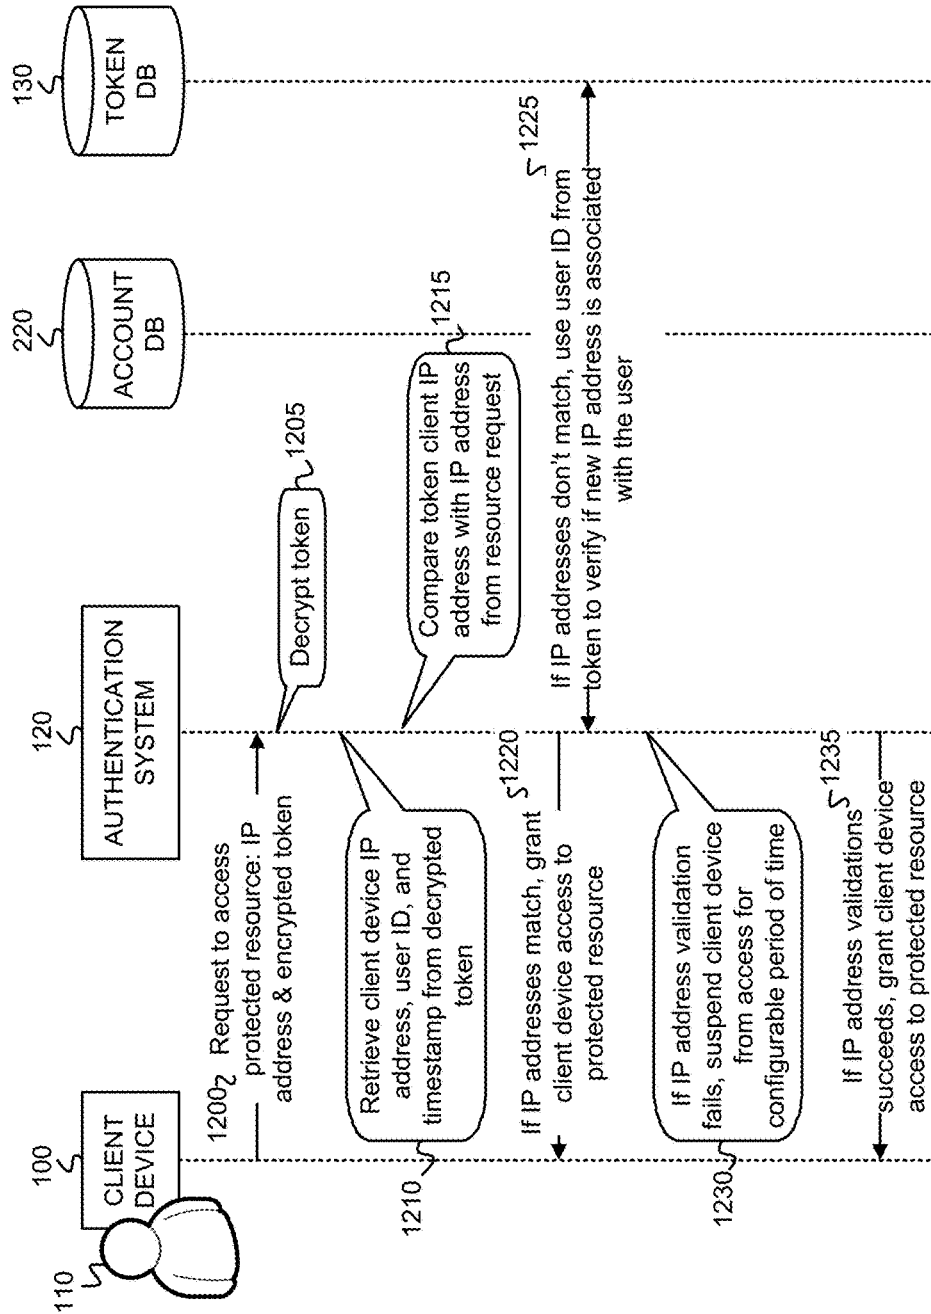 110
100
CLIENT
DEVICE
120
AUTHENTICATION
SYSTEM
220
ACCOUNT
DB
130
TOKEN
DB
1200
Request to access
protected resource: IP
address & encrypted token
Decrypt token
1205
Retrieve client device IP
address, user ID, and
timestamp from decrypted
token
1210
Compare token client IP
address with IP address
from resource request
1215
If IP addresses match, grant
client device access to
protected resource
1220
If IP addresses don't match, use user ID from
token to verify if new IP address is associated
with the user
1225
If IP address validation
fails, suspend client device
from access for
configurable period of time
1230
If IP address validations
succeeds, grant client device
access to protected resource
1235